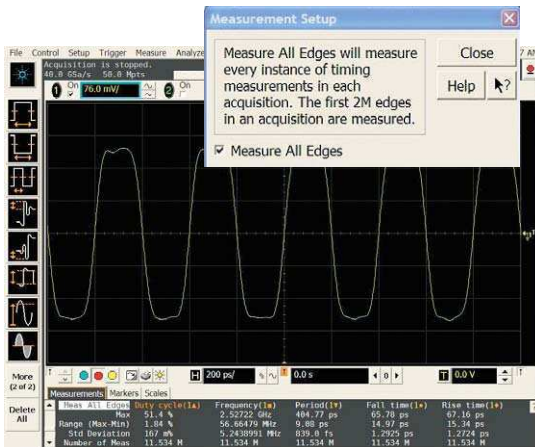 Measurement Setup
File Control Setup Trigger Measure Analyze
Acquisition is stopped.
40.0 GSa/s 50.0 Mpts
Measure All Edges will measure
every instance of timing
measurements in each
acquisition. The first 2M edges
in an acquisition are measured.
Close
Help
Measure All Edges
1 On 76.0 mV/ 2 On
More
(2 of 2)
Delete
All
H 200 ps/ 0.0 s 0 T 0.0 V
Measurements Markers Scales
Meas All Edges Duty cycle(1) Frequency(1) Period(1) Fall time(1) Rise time(1)
Max 51.4 % 2.52722 GHz 404.77 ps 65.78 ps 67.16 ps
Range (Max-Min) 1.84 % 56.66479 MHz 9.08 ps 14.97 ps 15.34 ps
Std Deviation 167 m% 5.2438991 MHz 839.0 fs 1.2925 ps 1.2724 ps
Number of Meas 11.534 M 11.534 M 11.534 M 11.534 M 11.534 M